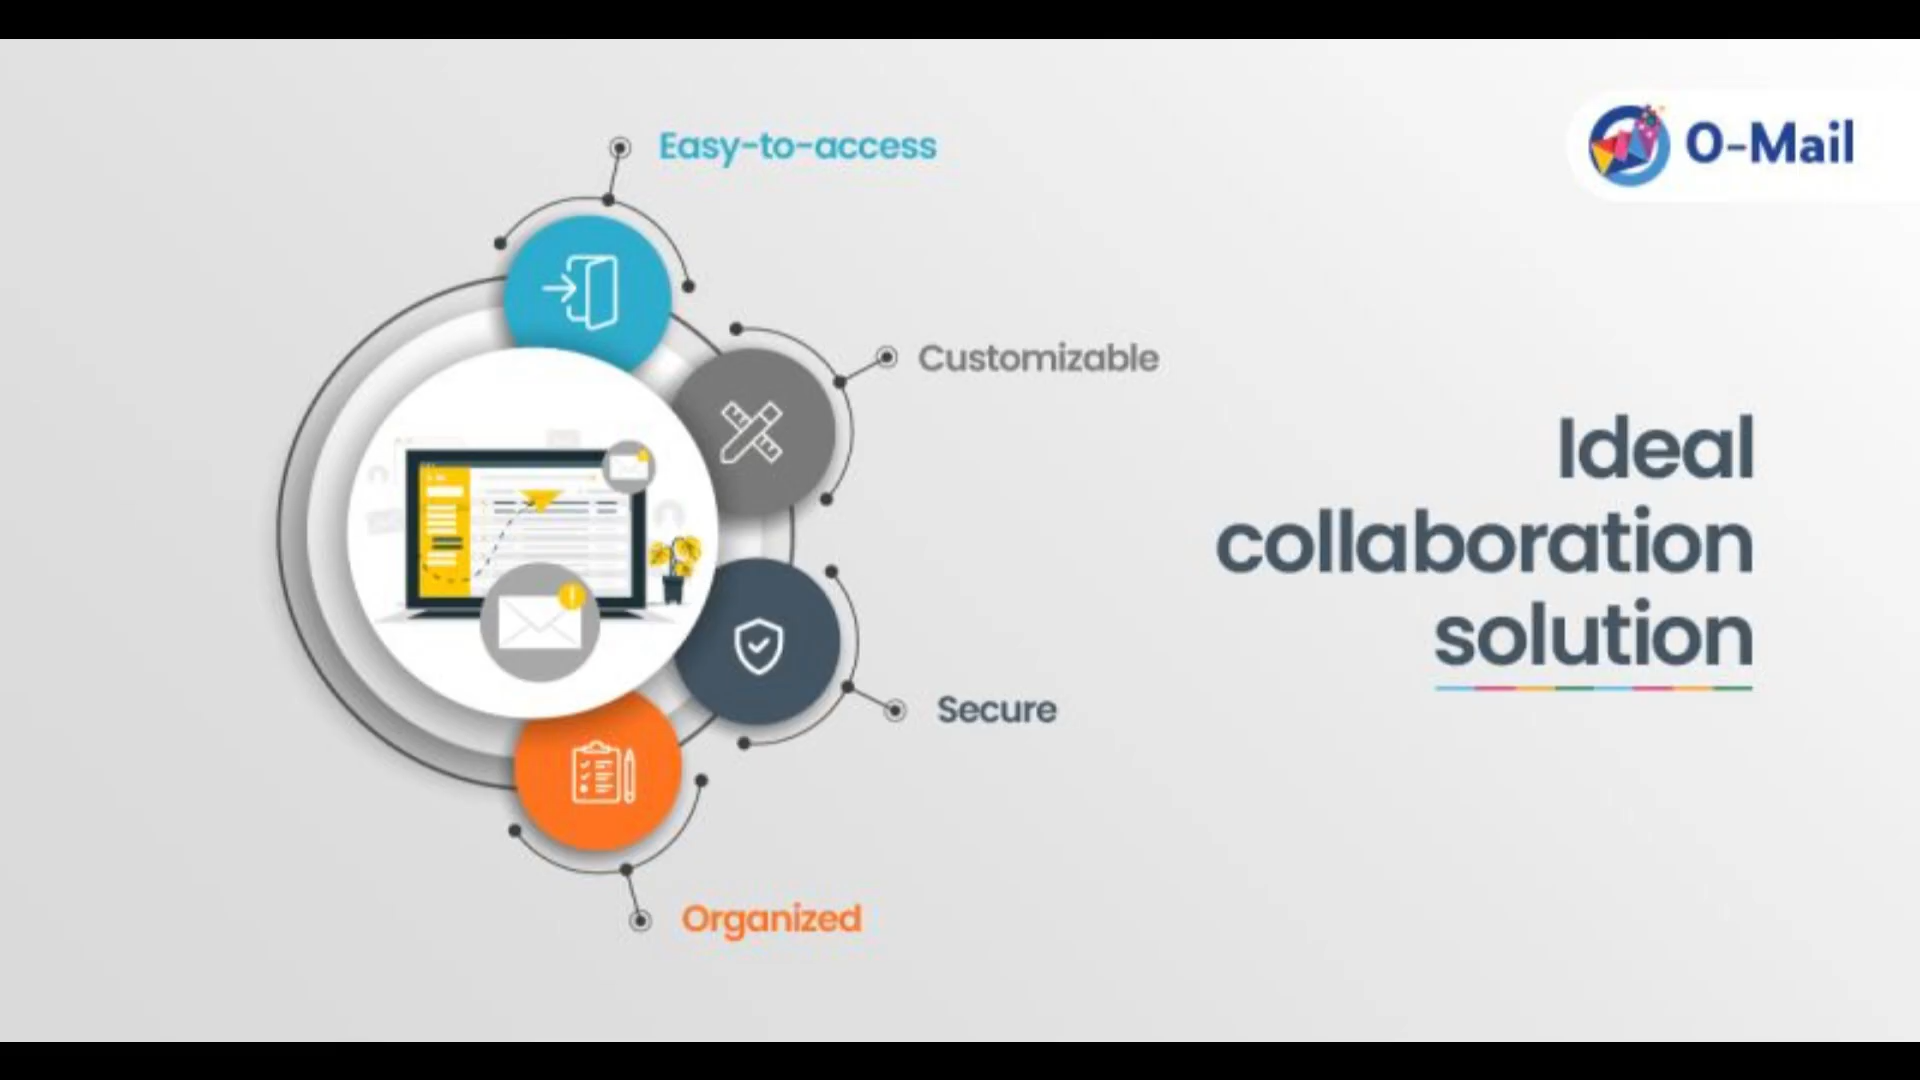 O-Mail
Easy-to-access
Customizable
Secure
Organized
Ideal
collaboration
solution